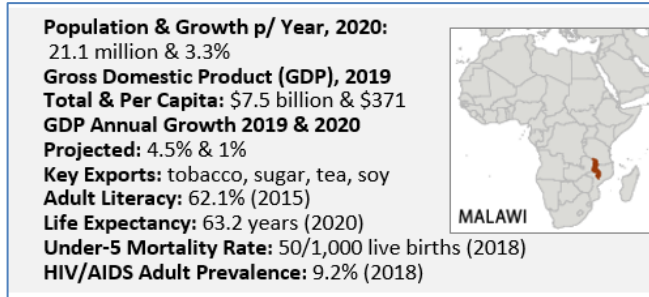 Population & Growth p/ Year, 2020:
21.1 million & 3.3%
Gross Domestic Product (GDP), 2019
Total & Per Capita: $7.5 billion & $371
GDP Annual Growth 2019 & 2020
Projected: 4.5% & 1%
Key Exports: tobacco, sugar, tea, soy
Adult Literacy: 62.1% (2015)
Life Expectancy: 63.2 years (2020)
Under-5 Mortality Rate: 50/1,000 live births (2018)
HIV/AIDS Adult Prevalence: 9.2% (2018)
MALAWI